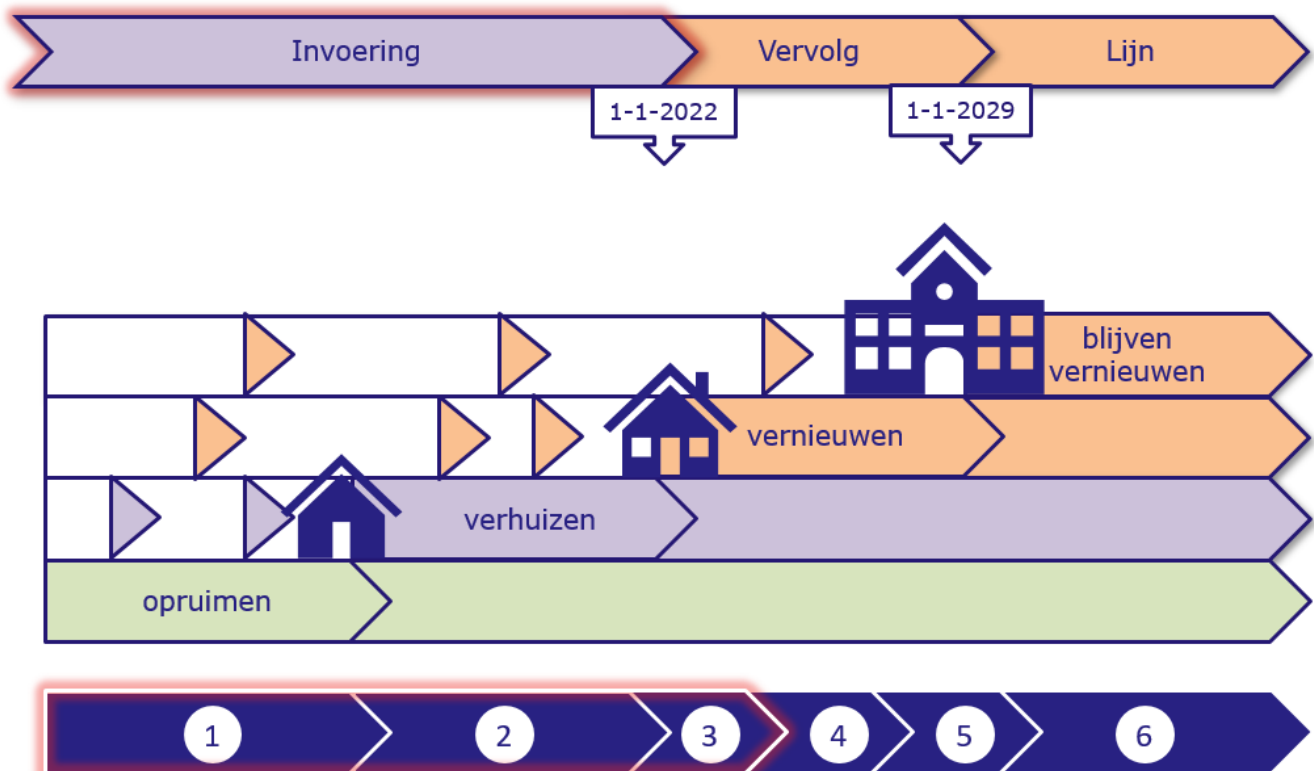 Invoering
Vervolg
Lijn
1-1-2022
1-1-2029
blijven
vernieuwen
vernieuwen
verhuizen
opruimen
1
2
3
4
5
6